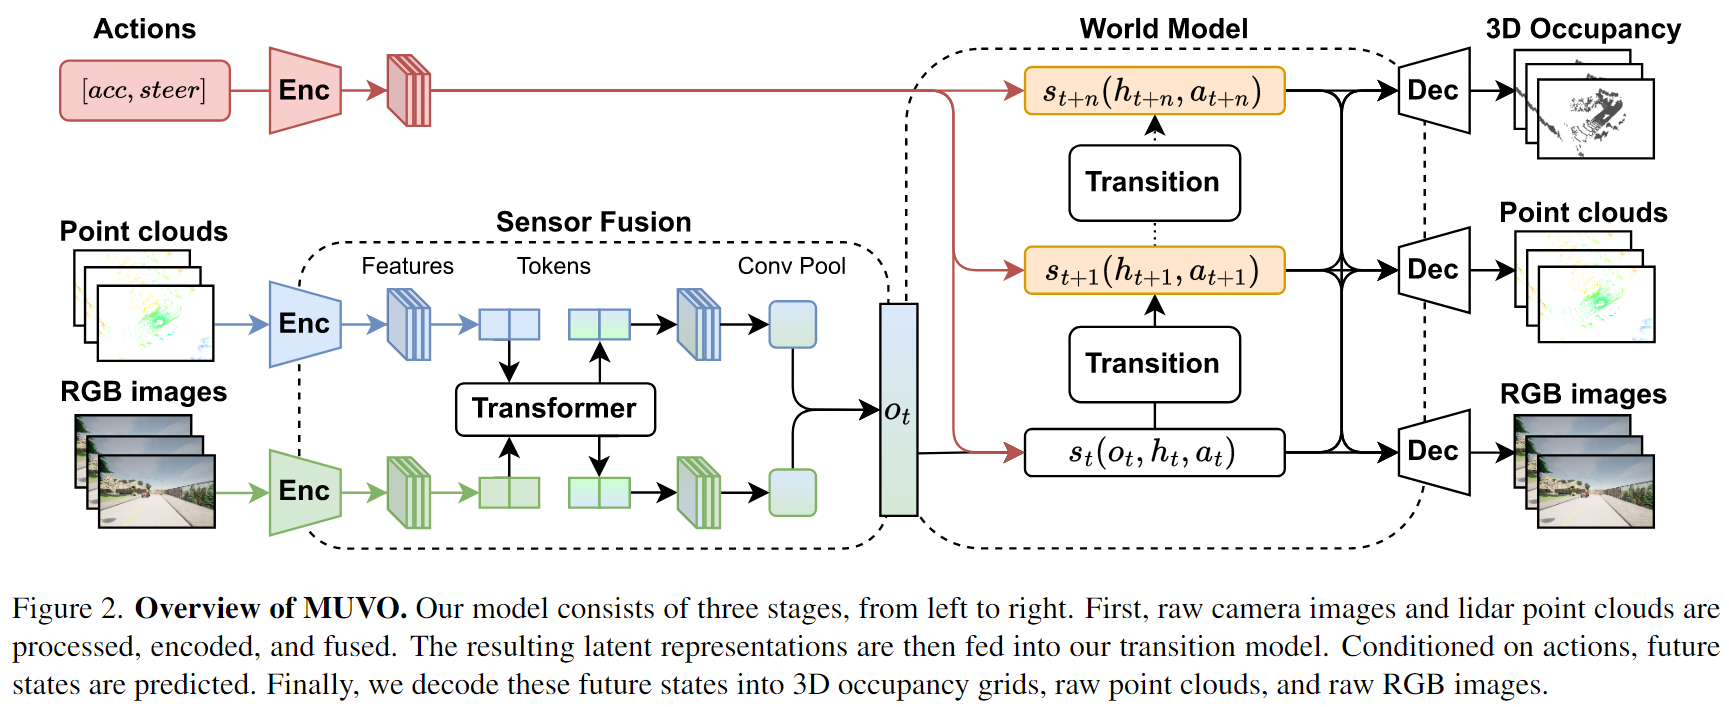 Actions
World Model
3D Occupancy
[acc, steer]
Enc
s_{t+n}(h_{t+n}, a_{t+n})
Dec
Transition
Point clouds
Sensor Fusion
Point clouds
Features
Tokens
Conv Pool
s_{t+1}(h_{t+1}, a_{t+1})
Dec
Enc
Transition
RGB images
RGB images
Transformer
o_t
s_t(o_t, h_t, a_t)
Dec
Enc
Figure 2. Overview of MUVO. Our model consists of three stages, from left to right. First, raw camera images and lidar point clouds are
processed, encoded, and fused. The resulting latent representations are then fed into our transition model. Conditioned on actions, future
states are predicted. Finally, we decode these future states into 3D occupancy grids, raw point clouds, and raw RGB images.